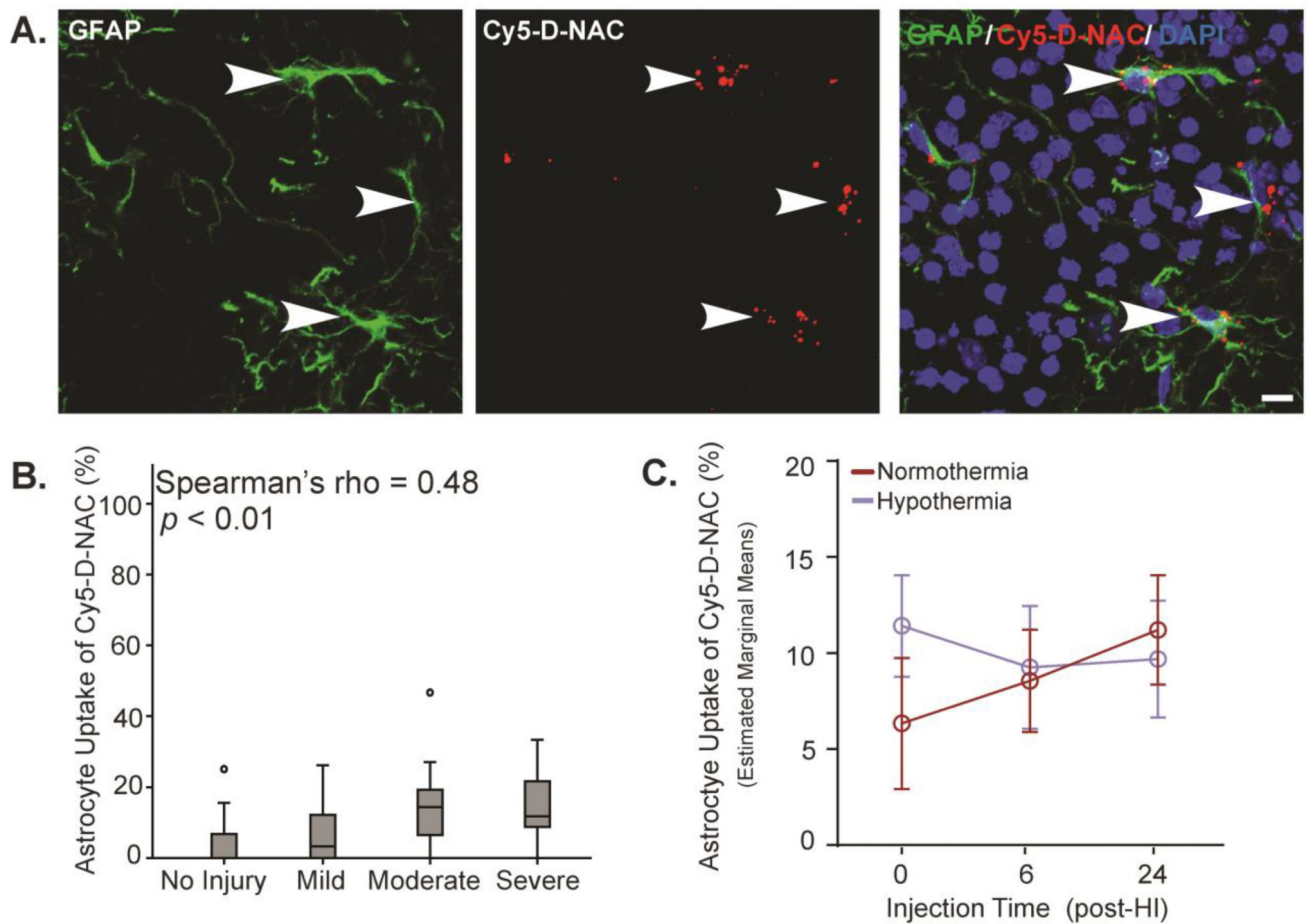 A.
GFAP
Cy5-D-NAC
GFAP/Cy5-D-NAC/DAPI
B.
Astrocyte Uptake of Cy5-D-NAC (%)
Spearman's rho = 0.48
p < 0.01
100
80
60
40
20
0
No Injury Mild Moderate Severe
C.
Astroctye Uptake of Cy5-D-NAC (%)
(Estimated Marginal Means)
Normothermia
Hypothermia
20
15
10
5
0
0 6 24
Injection Time (post-HI)